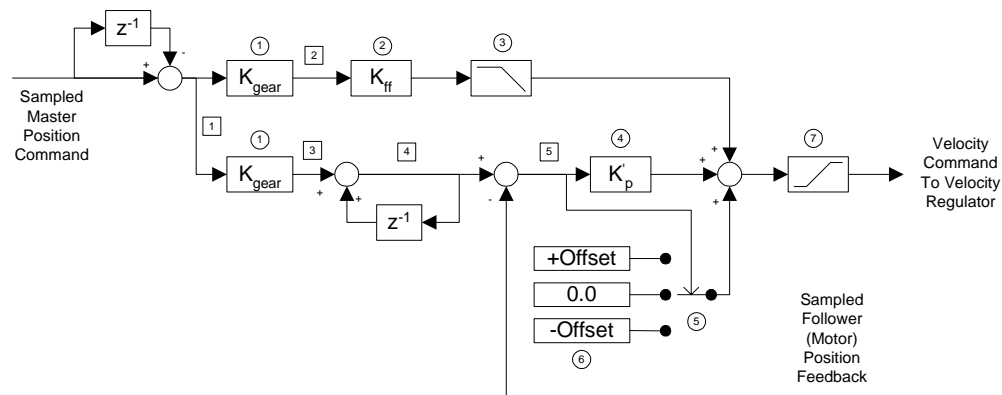 z-1
-
+
1
2
2
3
Kgear
Kff
Sampled
Master
Position
Command
1
1
3
4
5
4
7
Kgear
+
+
+
-
K'p
+
+
+
z-1
Velocity
Command
To Velocity
Regulator
+Offset
0.0
-Offset
5
6
Sampled
Follower
(Motor)
Position
Feedback